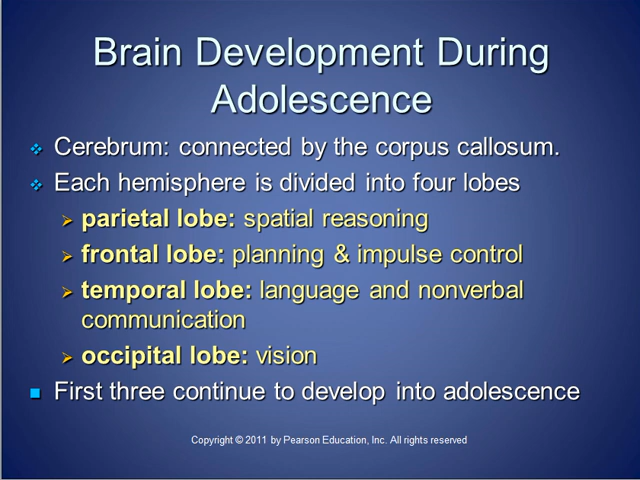 Brain Development During
Adolescence
Cerebrum: connected by the corpus callosum.
Each hemisphere is divided into four lobes
parietal lobe: spatial reasoning
frontal lobe: planning & impulse control
temporal lobe: language and nonverbal
communication
occipital lobe: vision
First three continue to develop into adolescence
Copyright © 2011 by Pearson Education, Inc. All rights reserved